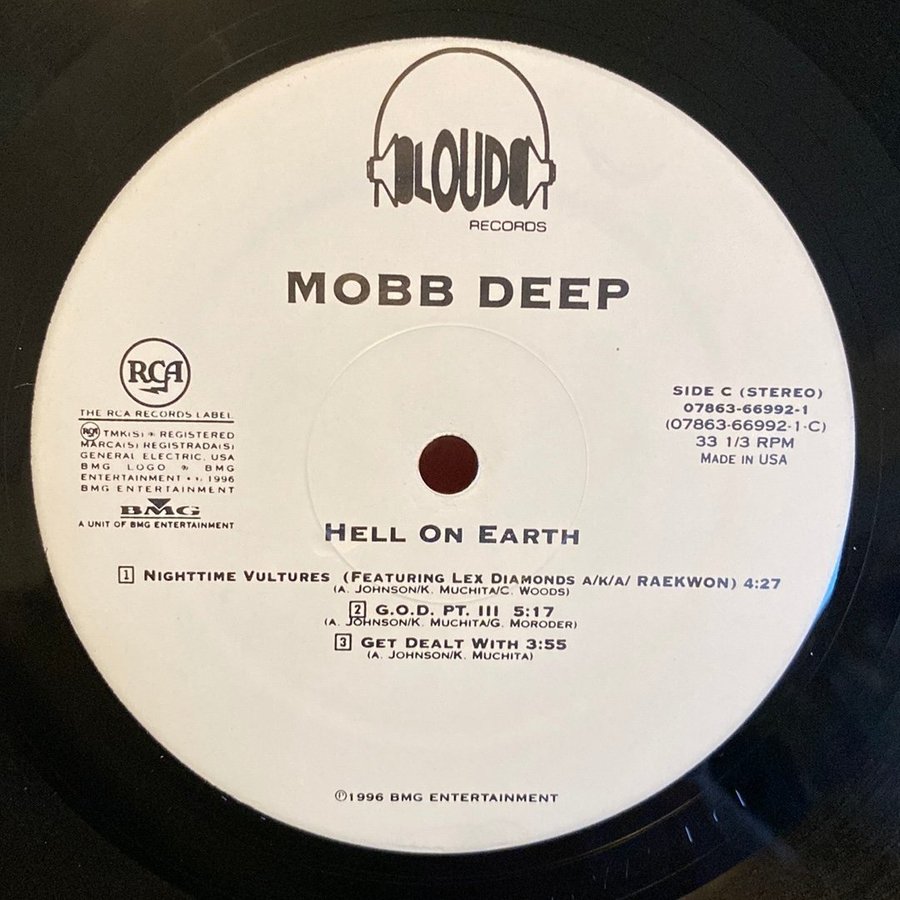 LOUD
RECORDS
MOBB DEEP
RCA
THE RCA RECORDS LABEL
RCA TMK(S) ® REGISTERED
MARCA(S) REGISTRADA(S)
GENERAL ELECTRIC, USA
BMG LOGO ® BMG
ENTERTAINMENT 1996
BMG ENTERTAINMENT
BMG
A UNIT OF BMG ENTERTAINMENT
SIDE C (STEREO)
07863-66992-1
(07863-66992-1-C)
33 1/3 RPM
MADE IN USA
HELL ON EARTH
1 NIGHTTIME VULTURES (FEATURING LEX DIAMONDS A/K/A/ RAEKWON) 4:27
(A. JOHNSON/K. MUCHITA/C. WOODS)
2 G.O.D. PT. III 5:17
(A. JOHNSON/K. MUCHITA/G. MORODER)
3 GET DEALT WITH 3:55
(A. JOHNSON/K. MUCHITA)
℗1996 BMG ENTERTAINMENT